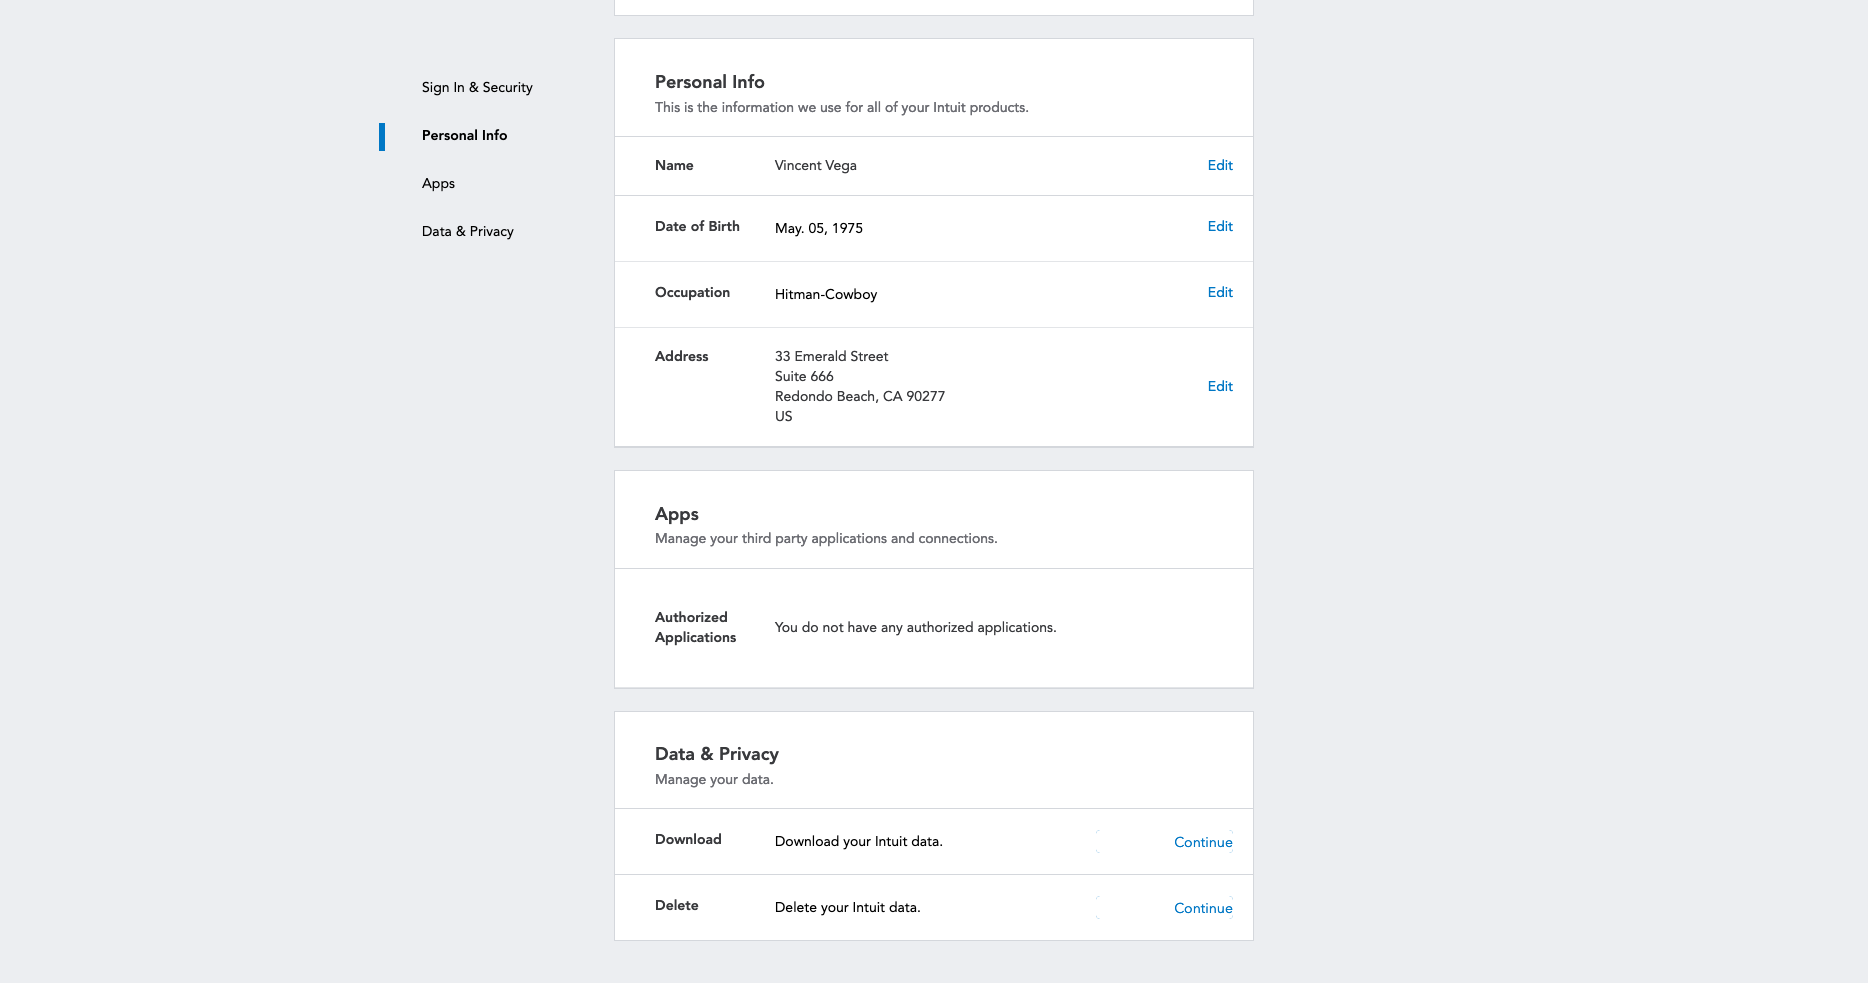 Sign In & Security
Personal Info
Apps
Data & Privacy
Personal Info
This is the information we use for all of your Intuit products.
Name Vincent Vega Edit
Date of Birth May. 05, 1975 Edit
Occupation Hitman-Cowboy Edit
Address 33 Emerald Street
Suite 666
Redondo Beach, CA 90277
US
Edit
Apps
Manage your third party applications and connections.
Authorized
Applications
You do not have any authorized applications.
Data & Privacy
Manage your data.
Download Download your Intuit data. Continue
Delete Delete your Intuit data. Continue